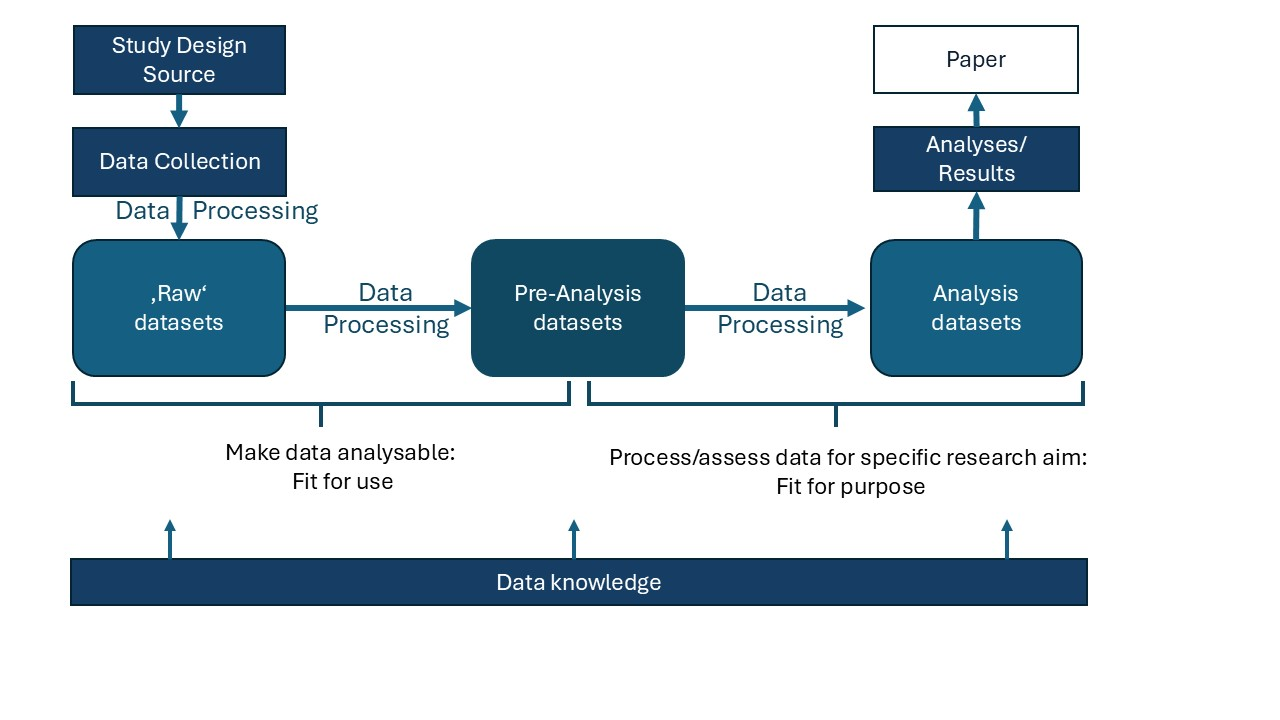 Study Design
Source
Data Collection
Data Processing
‚Raw‘
datasets
Data
Processing
Pre-Analysis
datasets
Data
Processing
Analysis
datasets
Analyses/
Results
Paper
Make data analysable:
Fit for use
Process/assess data for specific research aim:
Fit for purpose
Data knowledge